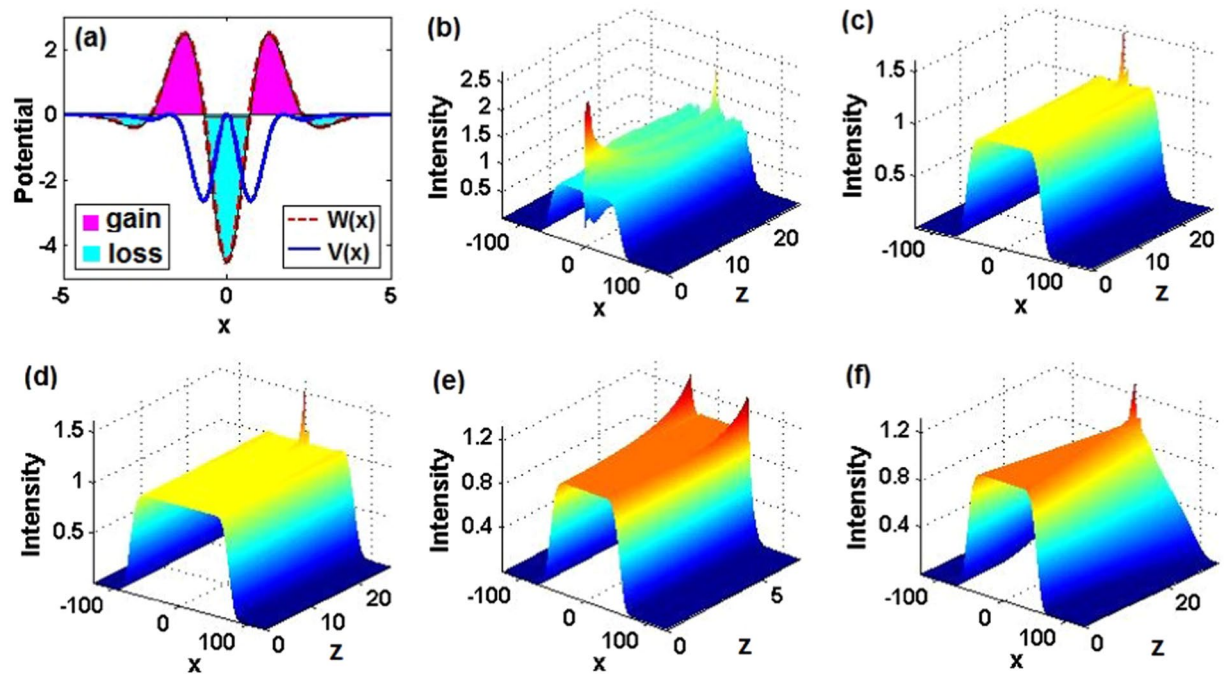 (a)
2
0
-2
-4
Potential
gain
loss
W(x)
V(x)
-5
0
5
x
(b)
2.5
2
1.5
1
0.5
Intensity
-100
0
100
x
0
10
20
z
(c)
1.5
1
0.5
Intensity
-100
0
100
x
0
10
20
z
(d)
1.5
1
0.5
Intensity
-100
0
100
x
0
10
20
z
(e)
1.2
0.8
0.4
Intensity
-100
0
100
x
0
5
z
(f)
1.2
0.8
0.4
Intensity
-100
0
100
x
0
20
z